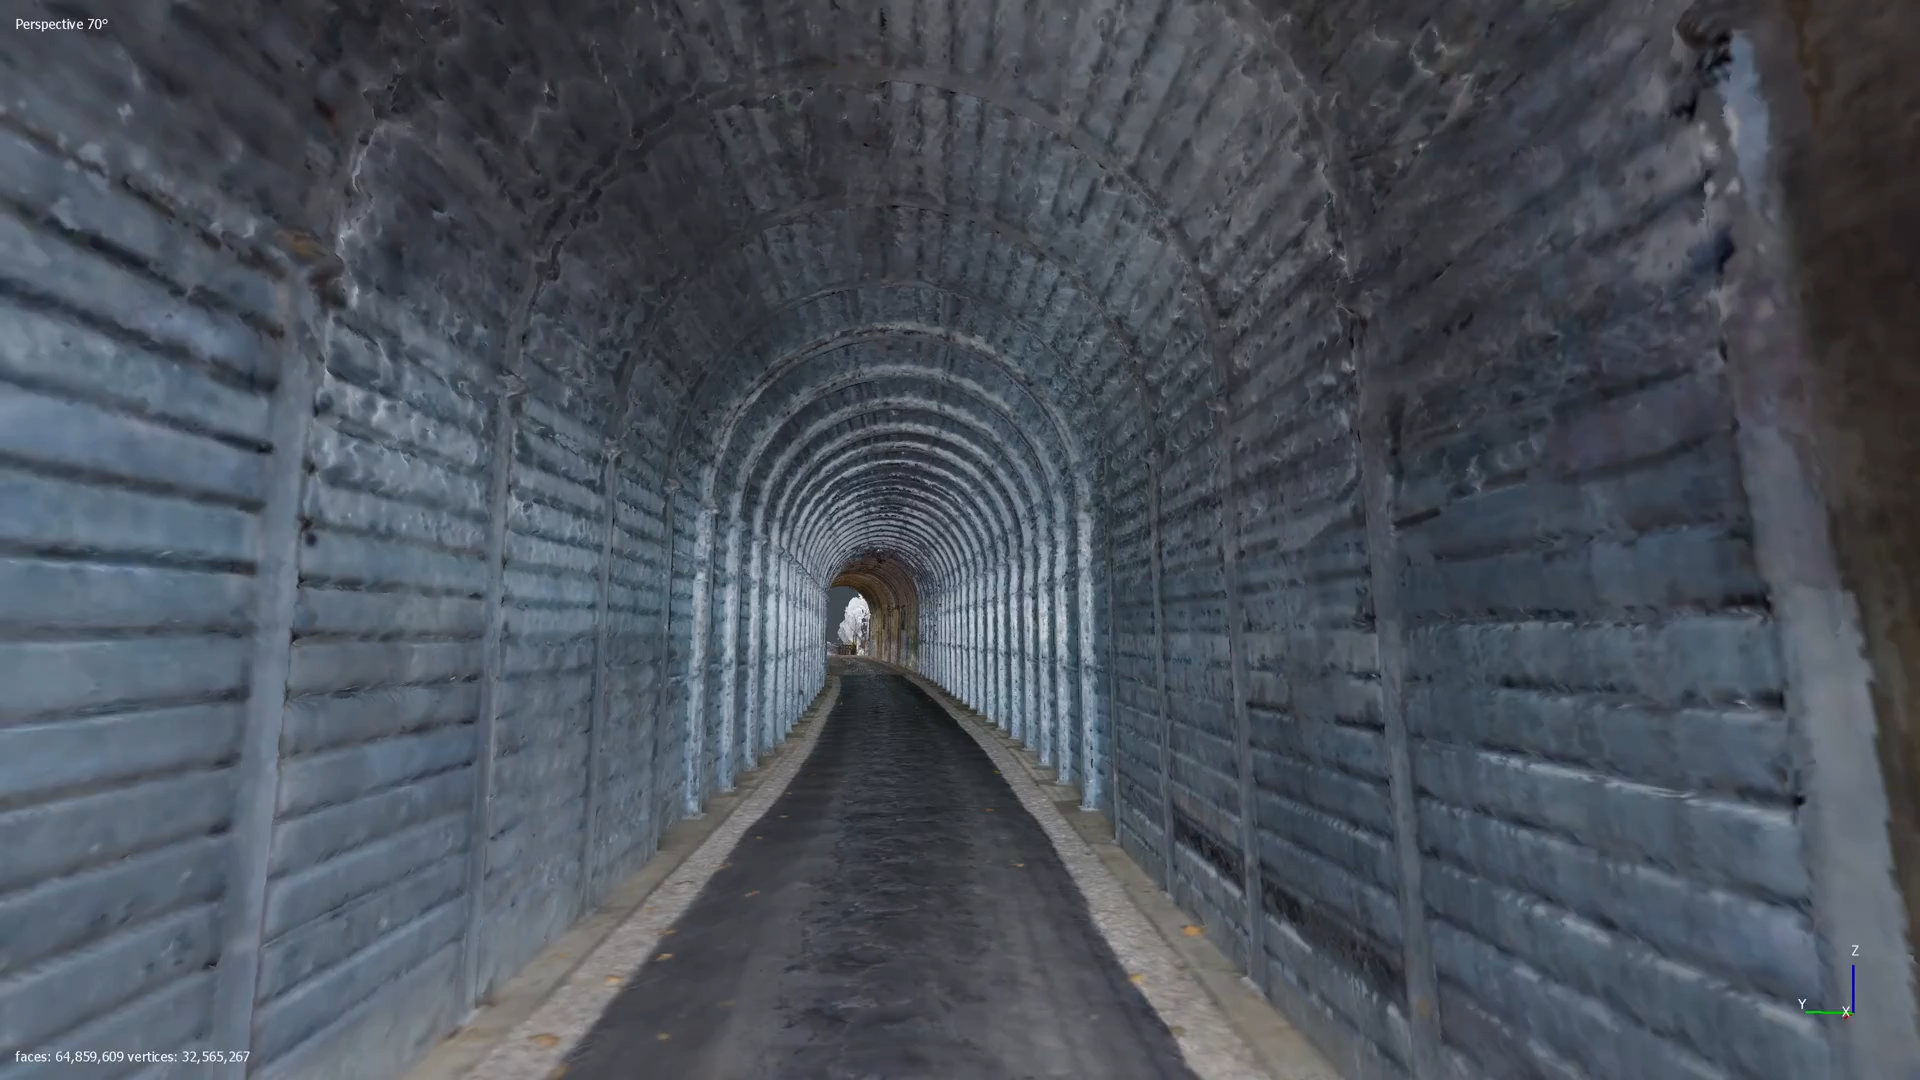 Perspective 70°
Z
Y
X
faces: 64,859,609 vertices: 32,565,267